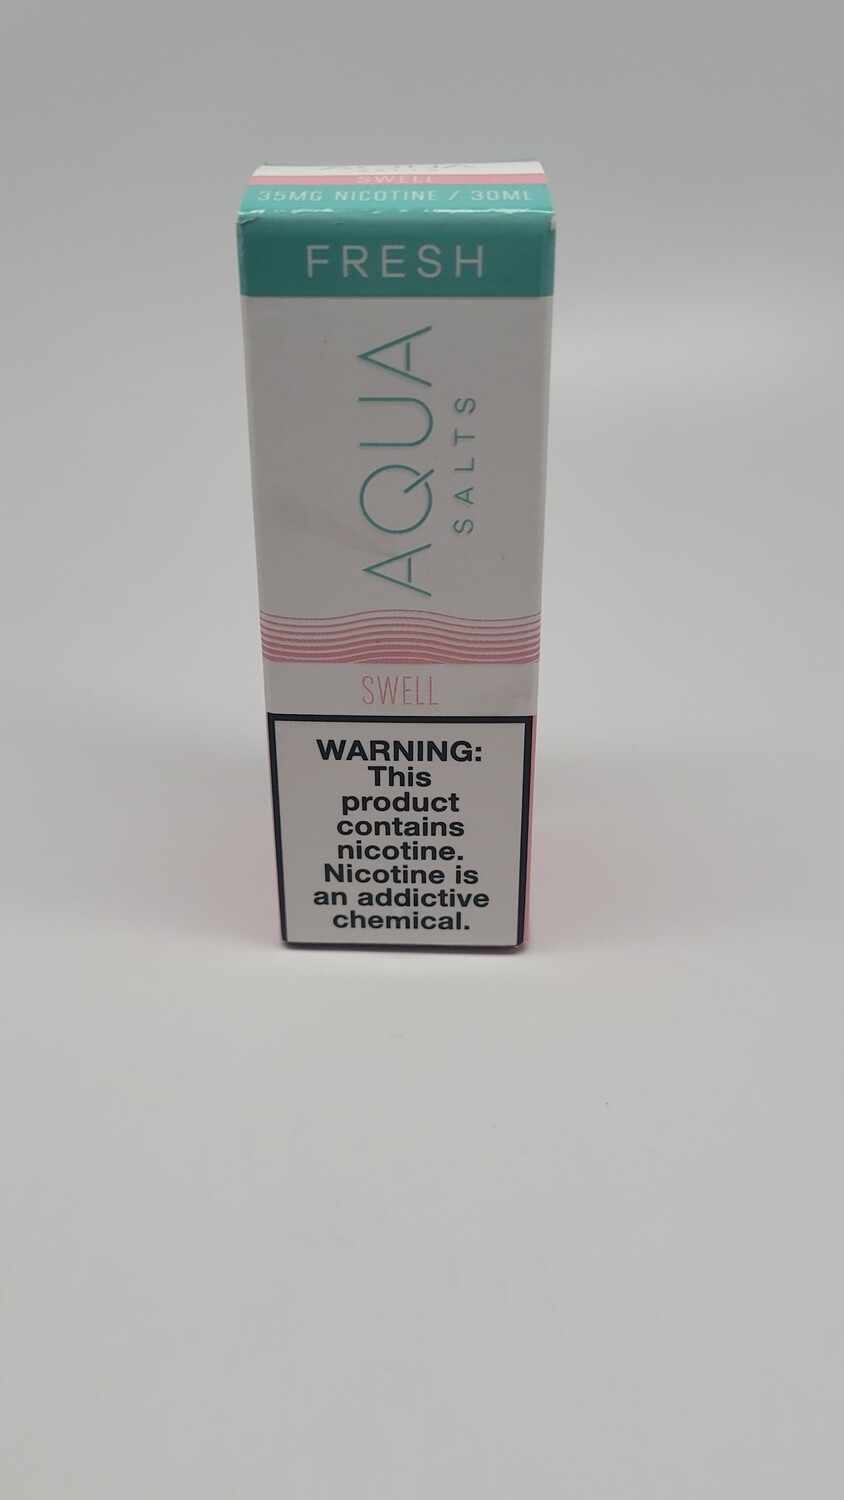 SWELL
35MG NICOTINE / 30ML
FRESH
AQUA
SALTS
SWELL
WARNING:
This
product
contains
nicotine.
Nicotine is
an addictive
chemical.